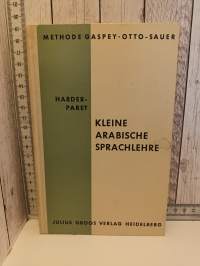 METHODE GASPEY-OTTO-SAUER
HARDER-
PARET
KLEINE
ARABISCHE
SPRACHLEHRE
JULIUS GROOS VERLAG HEIDELBERG